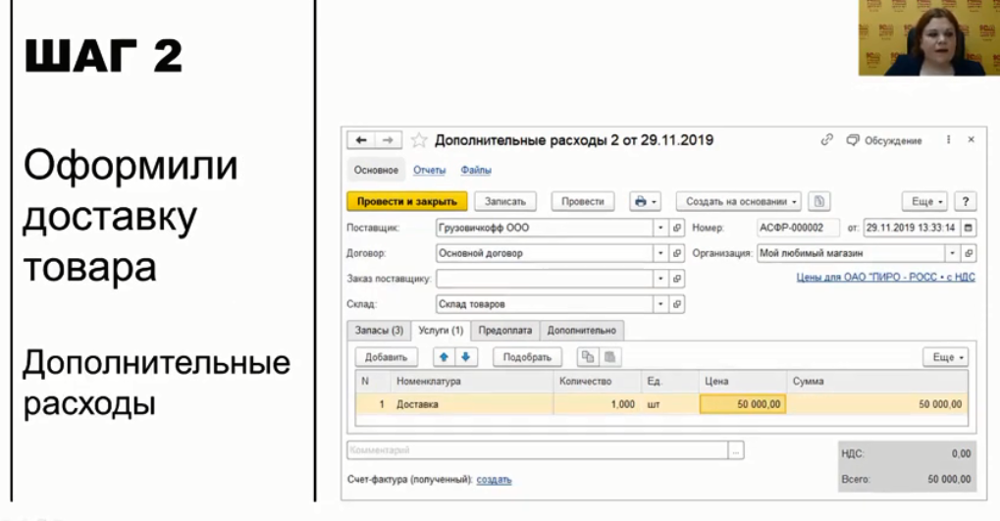 ШАГ 2
Оформили
доставку
товара
Дополнительные
расходы
Дополнительные расходы 2 от 29.11.2019
Обсуждение
Основное Отчеты Файлы
Провести и закрыть Записать Провести Создать на основании Еще ?
Поставщик: Грузовичкофф ООО Номер: АСФР-000002 от: 29.11.2019 13:33:14
Договор: Основной договор Организация: Мой любимый магазин
Заказ поставщику: Цены для ОАО "ПИРО - РОСС • с НДС
Склад: Склад товаров
Запасы (3) Услуги (1) Предоплата Дополнительно
Добавить Подобрать Еще
N Номенклатура Количество Ед. Цена Сумма
1 Доставка 1,000 шт 50 000,00 50 000,00
Комментарий ... НДС: 0,00
Счет-фактура (полученный): создать Всего: 50 000,00